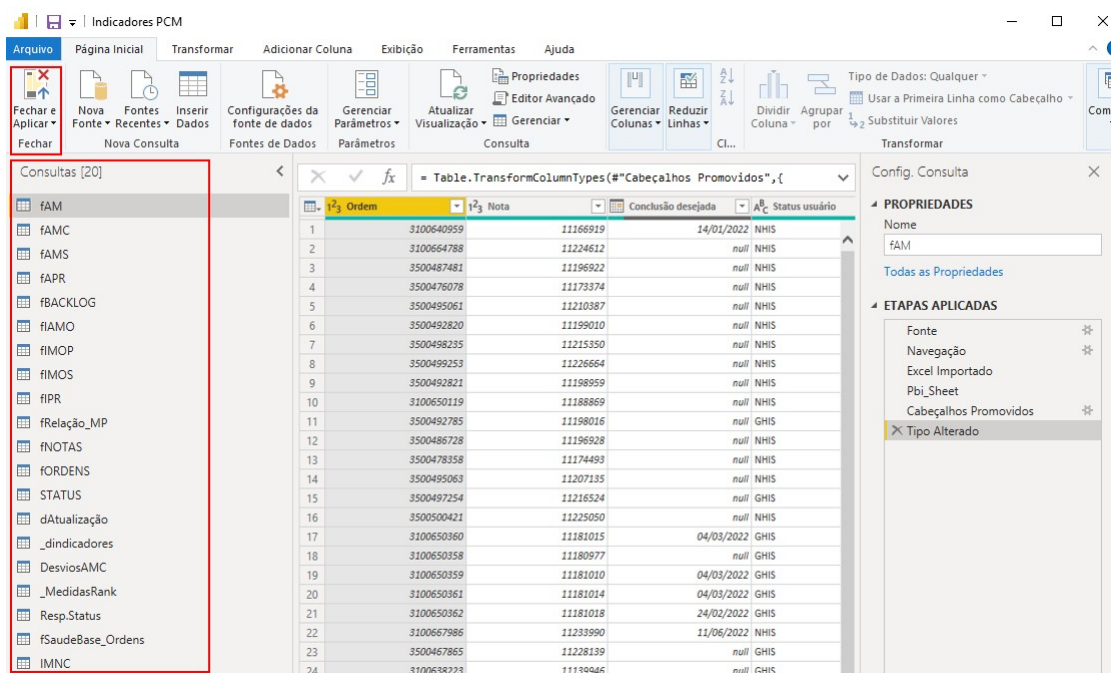 Indicadores PCM
Arquivo Página Inicial Transformar Adicionar Coluna Exibição Ferramentas Ajuda
Fechar e Aplicar
Nova Fonte
Fontes Recentes
Inserir Dados
Configurações da fonte de dados
Gerenciar Parâmetros
Atualizar Visualização
Propriedades
Editor Avançado
Gerenciar
Gerenciar Colunas
Reduzir Linhas
Dividir Coluna
Agrupar por
Tipo de Dados: Qualquer
Usar a Primeira Linha como Cabeçalho
Substituir Valores
Com
Fechar Nova Consulta Fontes de Dados Parâmetros Consulta Cl... Transformar
Consultas [20]
fAM
fAMC
fAMS
fAPR
fBACKLOG
fIAMO
fIMOP
fIMOS
fIPR
fRelação_MP
fNOTAS
fORDENS
STATUS
dAtualização
_dindicadores
DesviosAMC
_MedidasRank
Resp.Status
fSaudeBase_Ordens
IMNC
fx = Table.TransformColumnTypes(#"Cabeçalhos Promovidos",{
1²3 Ordem 1²3 Nota Conclusão desejada ABC Status usuário
1 3100640959 11166919 14/01/2022 NHIS
2 3100664788 11224612 null NHIS
3 3500487481 11196922 null NHIS
4 3500476078 11173374 null NHIS
5 3500495061 11210387 null NHIS
6 3500492820 11199010 null NHIS
7 3500498235 11215350 null NHIS
8 3500499253 11226664 null NHIS
9 3500492821 11198959 null NHIS
10 3100650119 11188869 null NHIS
11 3500492785 11198016 null GHIS
12 3500486728 11196928 null NHIS
13 3500478358 11174493 null NHIS
14 3500495063 11207135 null NHIS
15 3500497254 11216524 null GHIS
16 3500500421 11225050 null NHIS
17 3100650360 11181015 04/03/2022 GHIS
18 3100650358 11180977 null GHIS
19 3100650359 11181010 04/03/2022 GHIS
20 3100650361 11181014 04/03/2022 GHIS
21 3100650362 11181018 24/02/2022 GHIS
22 3100667986 11233990 11/06/2022 NHIS
23 3500467865 11228139 null GHIS
24 3100638223 11139946 null GHIS
Config. Consulta
PROPRIEDADES
Nome
fAM
Todas as Propriedades
ETAPAS APLICADAS
Fonte
Navegação
Excel Importado
Pbi_Sheet
Cabeçalhos Promovidos
Tipo Alterado